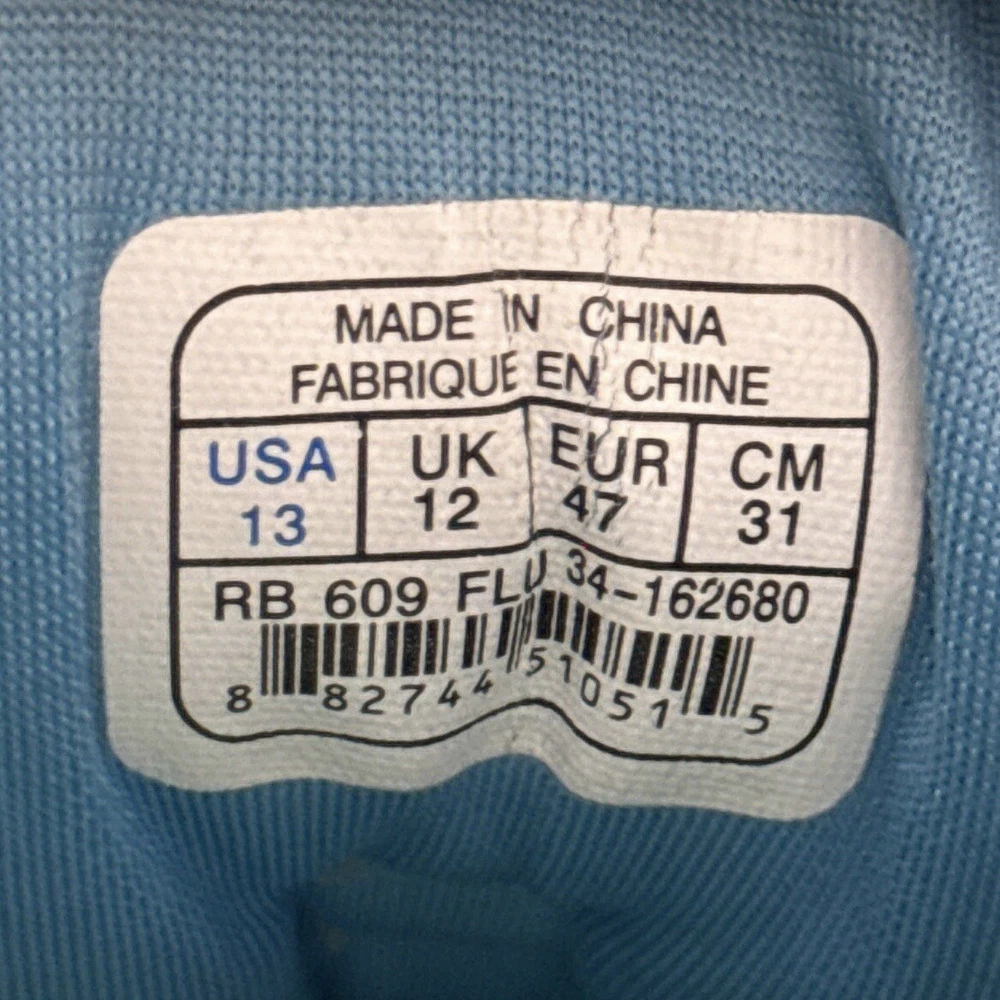 MADE IN CHINA
FABRIQUE EN CHINE
USA UK EUR CM
13 12 47 31
RB 609 FLU 34-162680
8 82744 51051 5